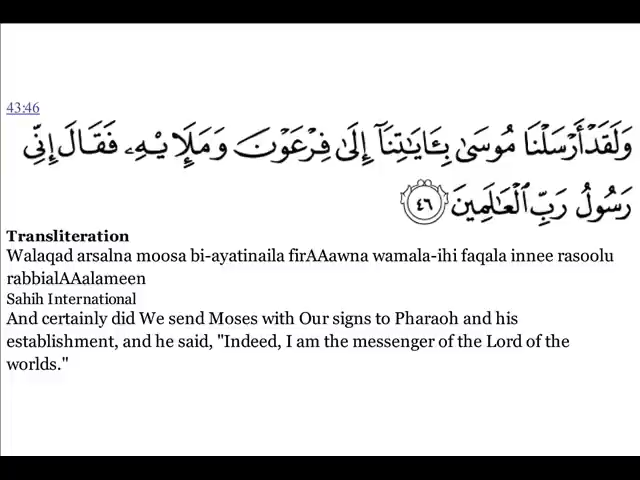 43:46
وَلَقَدْ أَرْسَلْنَا مُوسَىٰ بِـَٔايَـٰتِنَآ إِلَىٰ فِرْعَوْنَ وَمَلَإِي۟هِۦ فَقَالَ إِنِّى
رَسُولُ رَبِّ ٱلْعَـٰلَمِينَ ٤٦
Transliteration
Walaqad arsalna moosa bi-ayatinaila firAAawna wamala-ihi faqala innee rasoolu
rabbialAAalameen
Sahih International
And certainly did We send Moses with Our signs to Pharaoh and his
establishment, and he said, "Indeed, I am the messenger of the Lord of the
worlds."